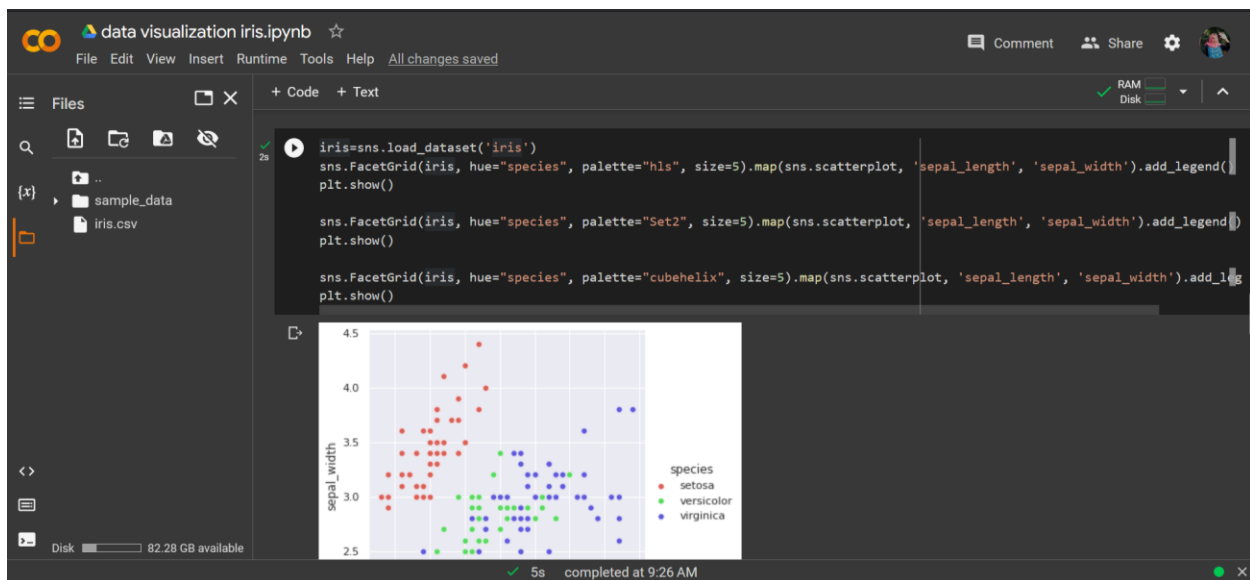 data visualization iris.ipynb
Comment
Share
File Edit View Insert Runtime Tools Help All changes saved
Files
+ Code + Text
RAM
Disk
2s
iris=sns.load_dataset('iris')
sns.FacetGrid(iris, hue="species", palette="hls", size=5).map(sns.scatterplot, 'sepal_length', 'sepal_width').add_legend()
plt.show()
sns.FacetGrid(iris, hue="species", palette="Set2", size=5).map(sns.scatterplot, 'sepal_length', 'sepal_width').add_legend()
plt.show()
sns.FacetGrid(iris, hue="species", palette="cubehelix", size=5).map(sns.scatterplot, 'sepal_length', 'sepal_width').add_leg
plt.show()
{x}
..
sample_data
iris.csv
4.5
4.0
3.5
3.0
2.5
sepal_width
species
setosa
versicolor
virginica
Disk 82.28 GB available
5s completed at 9:26 AM